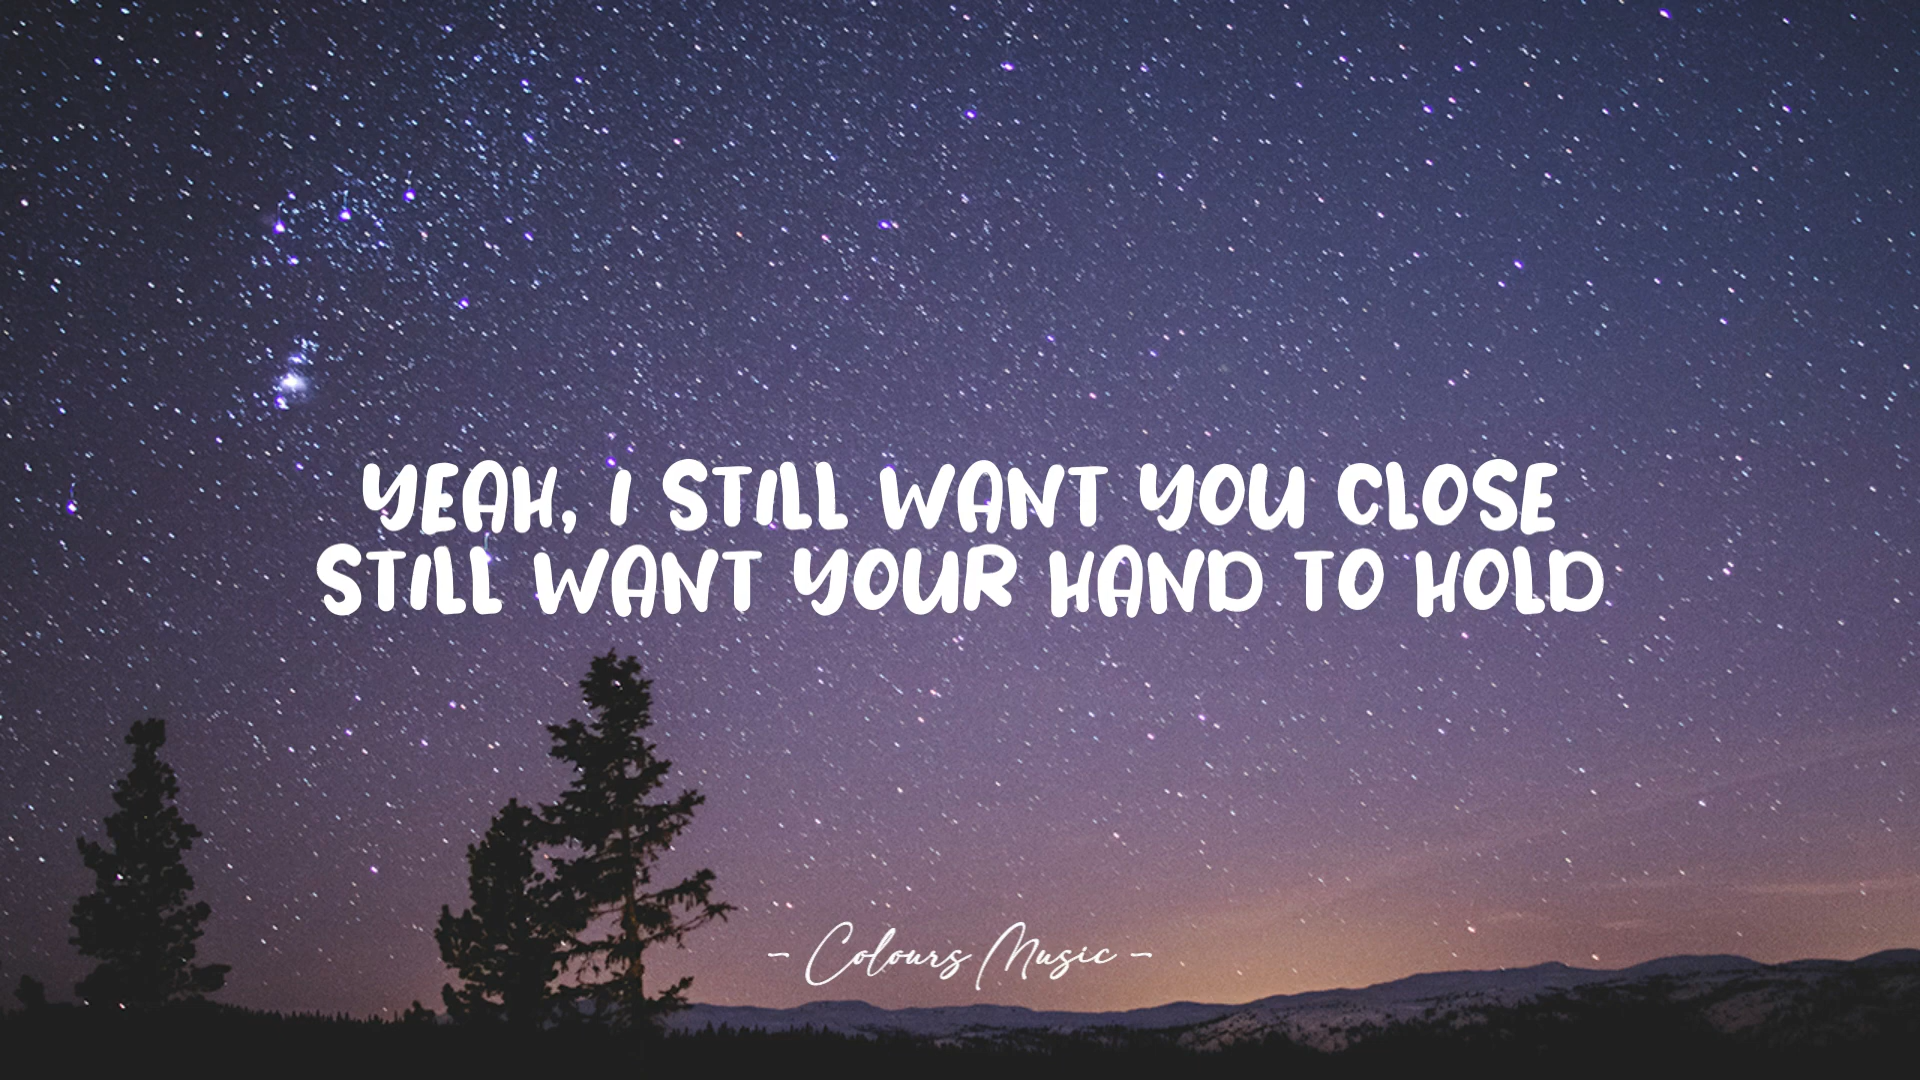 YEAH, I STILL WANT YOU CLOSE
STILL WANT YOUR HAND TO HOLD
- Colours Music -